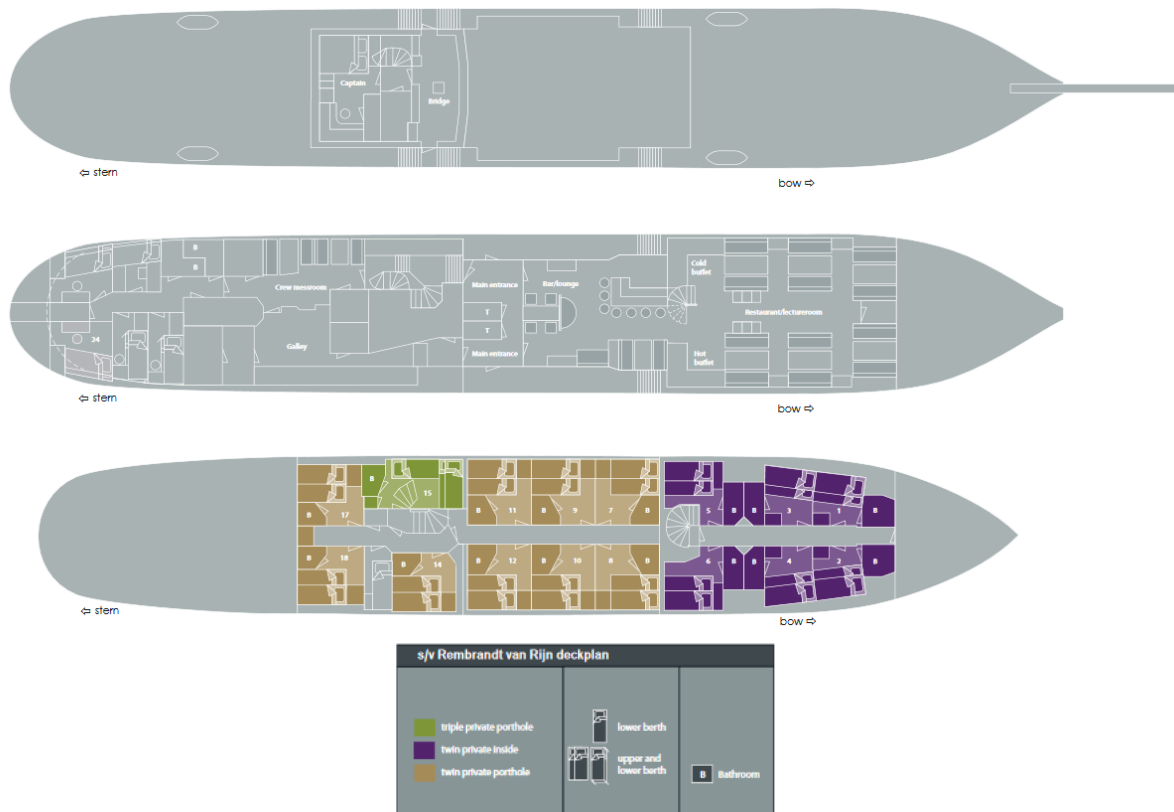 Captain
Bridge
⇦ stern
bow ⇨
B
B
Crew messroom
Main entrance
Bar/lounge
Cold
buffet
T
T
Restaurant/lectureroom
24
Galley
Main entrance
Hot
buffet
⇦ stern
bow ⇨
B
15
B 17
B 11 B 9 7 B
5 B B 3 1 B
B 18
B 14
B 12 B 10 8 B
6 B B 4 2 B
⇦ stern
bow ⇨
s/v Rembrandt van Rijn deckplan
triple private porthole
twin private inside
twin private porthole
lower berth
upper and
lower berth
B Bathroom